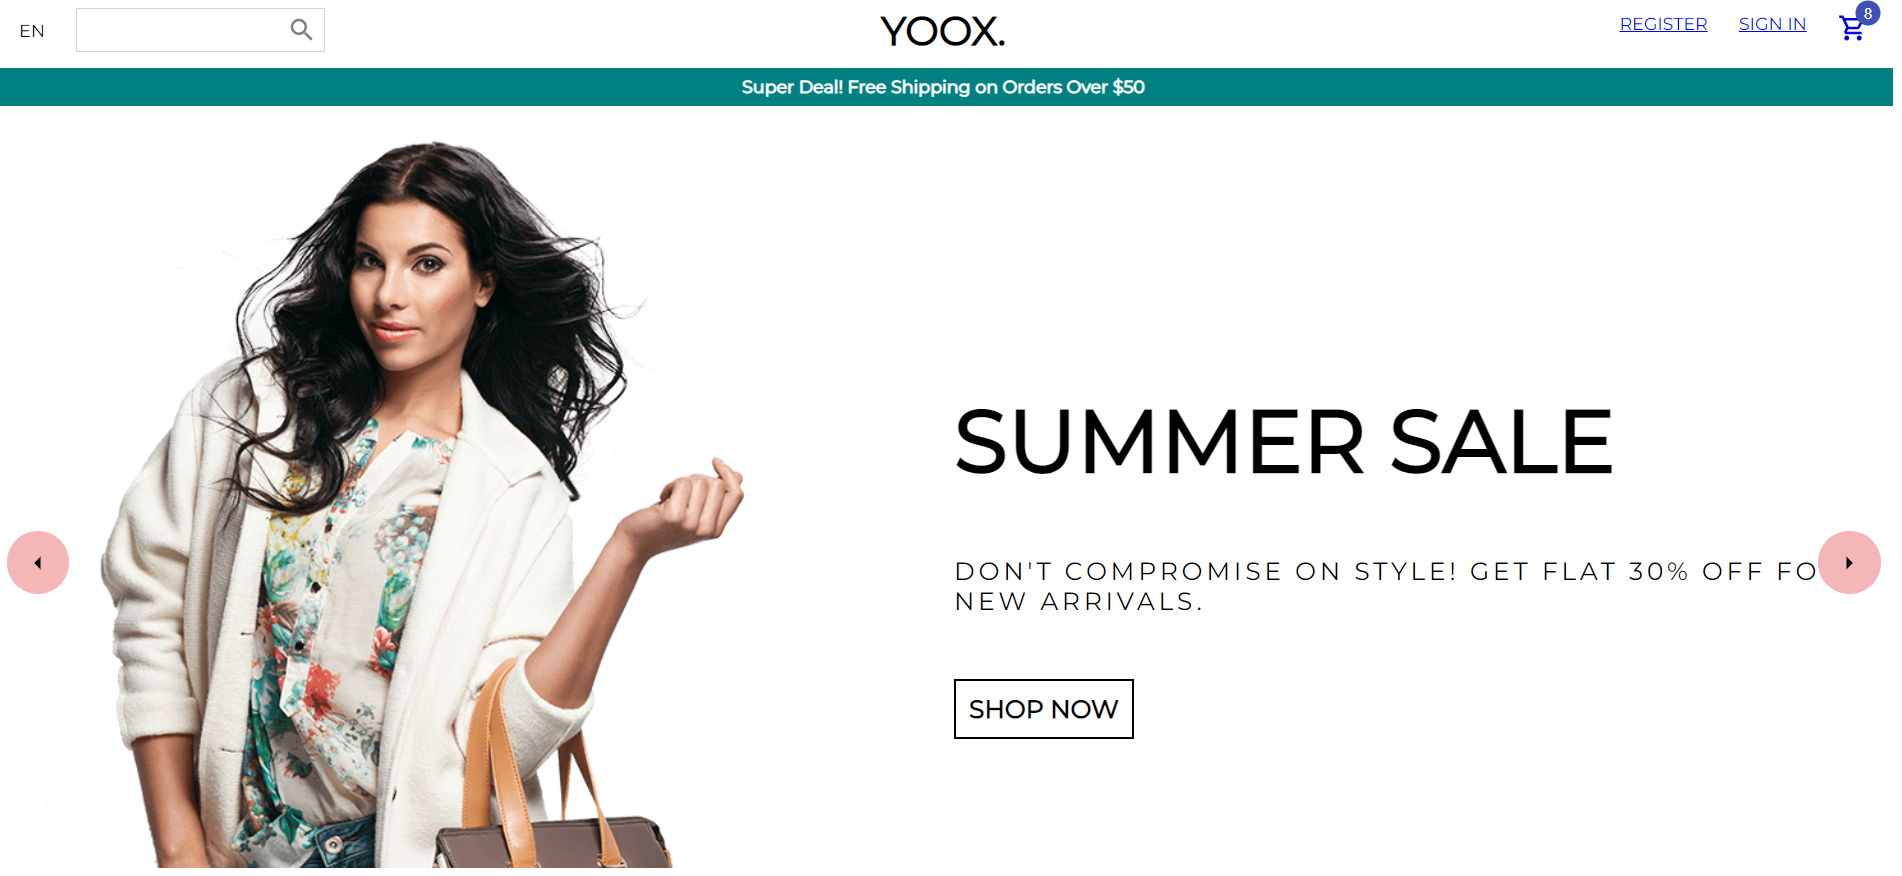 EN
YOOX.
REGISTER
SIGN IN
8
Super Deal! Free Shipping on Orders Over $50
SUMMER SALE
DON'T COMPROMISE ON STYLE! GET FLAT 30% OFF FO
NEW ARRIVALS.
SHOP NOW